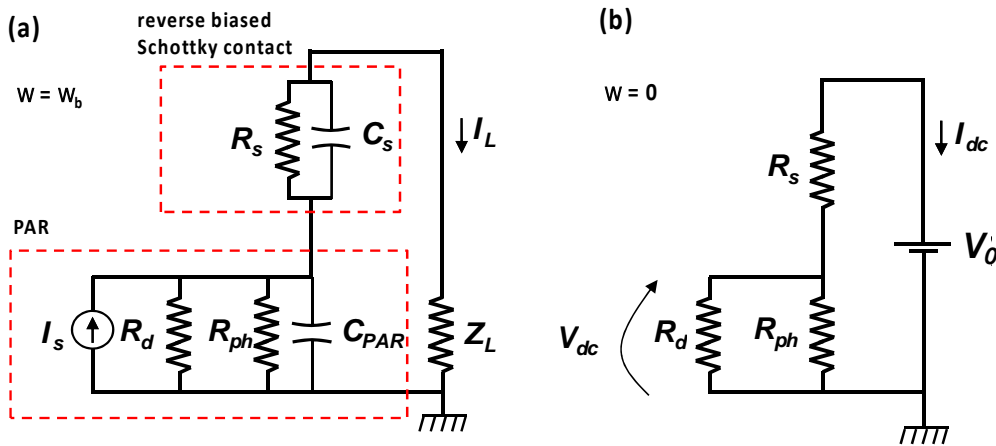 (a)
reverse biased
Schottky contact
w = w_b
R_s
C_s
I_L
PAR
I_s
R_d
R_ph
C_PAR
Z_L
(b)
w = 0
R_s
I_dc
V_0
V_dc
R_d
R_ph